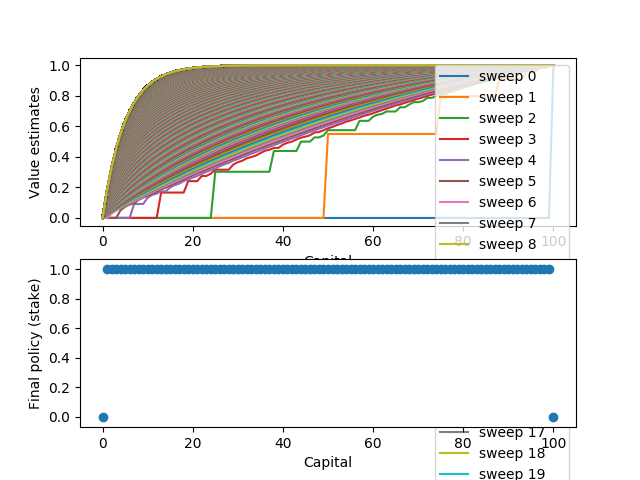 Value estimates
1.0
0.8
0.6
0.4
0.2
0.0
0 20 40 60 80 100
sweep 0
sweep 1
sweep 2
sweep 3
sweep 4
sweep 5
sweep 6
sweep 7
sweep 8
Capital
Final policy (stake)
1.0
0.8
0.6
0.4
0.2
0.0
0 20 40 60 80 100
Capital
sweep 17
sweep 18
sweep 19